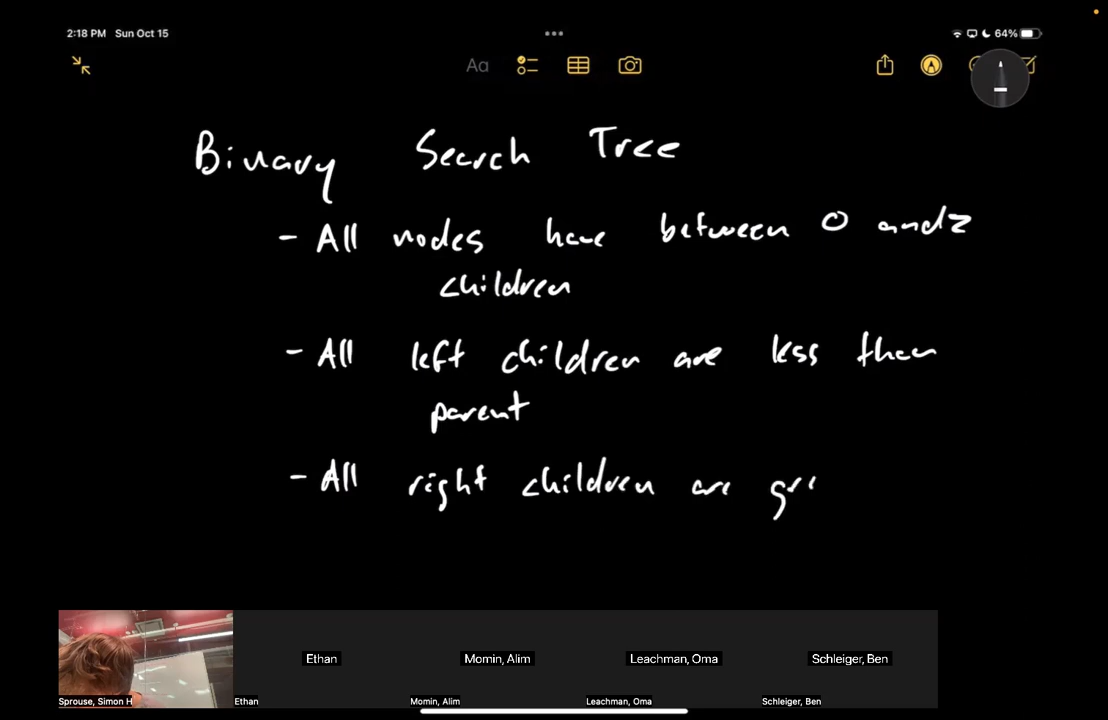 2:18 PM Sun Oct 15
64%
Aa
Binary Search Tree
- All nodes have between 0 and 2
children
- All left children are less than
parent
- All right children are gre
Ethan
Momin, Alim
Leachman, Oma
Schleiger, Ben
Sprouse, Simon H
Ethan
Momin, Alim
Leachman, Oma
Schleiger, Ben